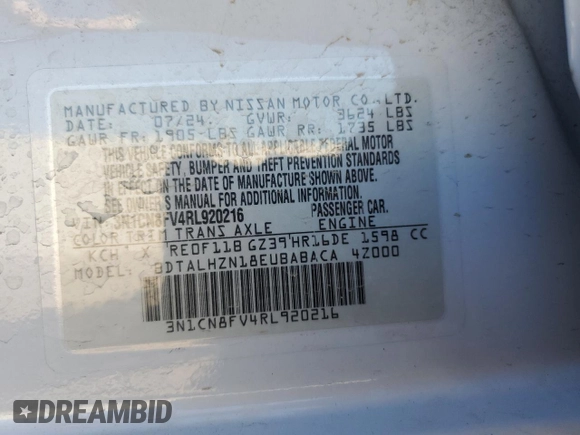 MANUFACTURED BY NISSAN MOTOR CO., LTD.
DATE: 07/24. GVWR: 3624 LBS
GAWR FR: 1905-LBS GAWR RR: 1735 LBS
THIS VEHICLE CONFORMS TO ALL APPLICABLE FEDERAL MOTOR
VEHICLE SAFETY, BUMPER AND THEFT PREVENTION STANDARDS
IN EFFECT ON THE DATE OF MANUFACTURE SHOWN ABOVE.
SEE OWNER'S MANUAL FOR ADDITIONAL INFORMATION.
VIN: 3N1CN8FV4RL920216 PASSENGER CAR.
COLOR TRIM TRANS AXLE ENGINE
KCH X RE0F11B GZ39 HR16DE 1598 CC
BDTALHZN18EUBABACA 4Z000
3N1CN8FV4RL920216
DREAMBID